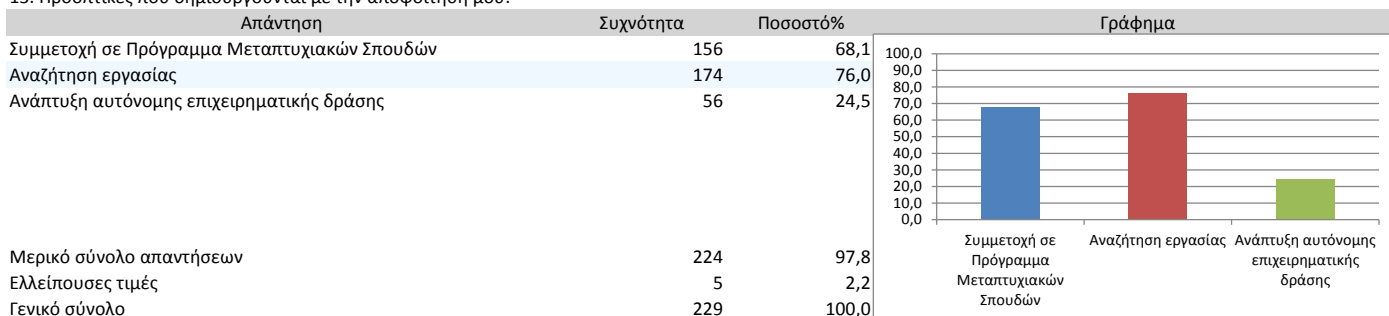 13. Προοπτικές που δημιουργούνται με την αποφοίτησή μου:
Απάντηση Συχνότητα Ποσοστό% Γράφημα
Συμμετοχή σε Πρόγραμμα Μεταπτυχιακών Σπουδών 156 68,1
Αναζήτηση εργασίας 174 76,0
Ανάπτυξη αυτόνομης επιχειρηματικής δράσης 56 24,5
Μερικό σύνολο απαντήσεων 224 97,8
Ελλείπουσες τιμές 5 2,2
Γενικό σύνολο 229 100,0
100,0
90,0
80,0
70,0
60,0
50,0
40,0
30,0
20,0
10,0
0,0
Συμμετοχή σε
Πρόγραμμα
Μεταπτυχιακών
Σπουδών
Αναζήτηση εργασίας
Ανάπτυξη αυτόνομης
επιχειρηματικής
δράσης